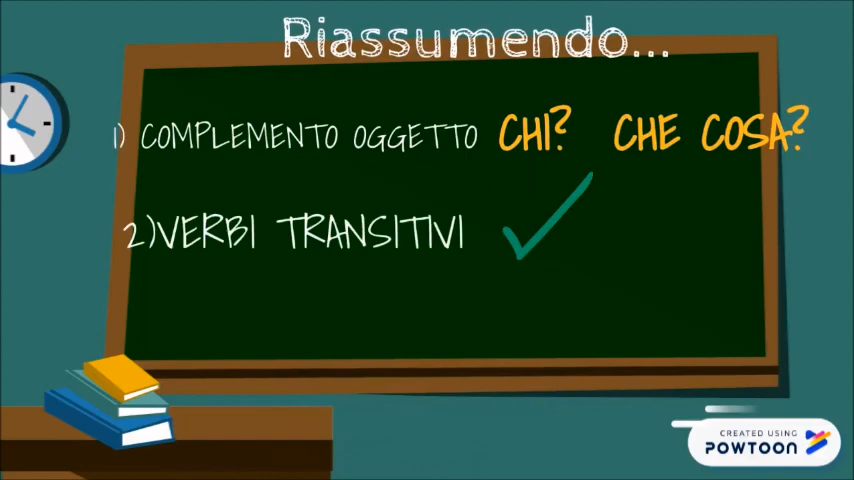 Riassumendo...
1) COMPLEMENTO OGGETTO CHI? CHE COSA?
2)VERBI TRANSITIVI
CREATED USING
POWTOON